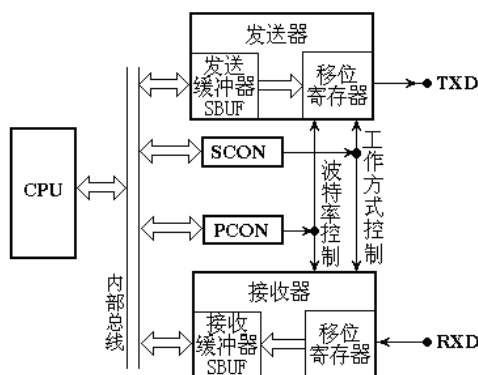 发送器
发送
缓冲器
SBUF
移位
寄存器
TXD
SCON
CPU
PCON
波特率控制
工作方式控制
内部总线
接收器
接收
缓冲器
SBUF
移位
寄存器
RXD